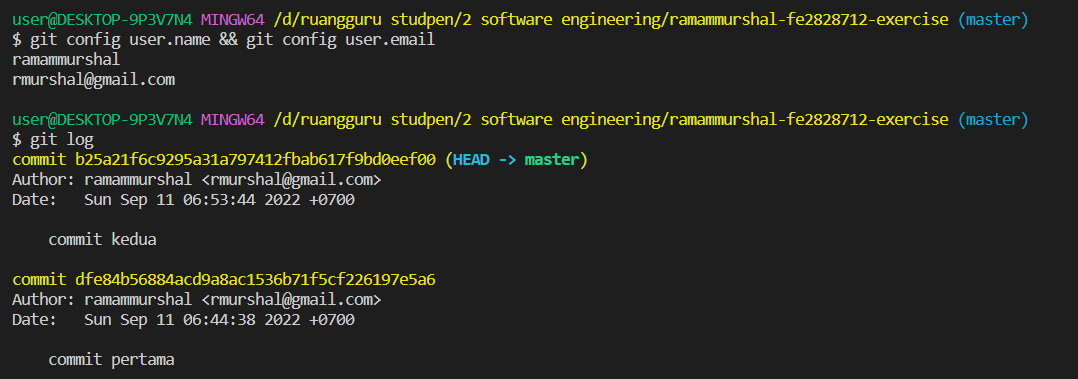 user@DESKTOP-9P3V7N4 MINGW64 /d/ruangguru studpen/2 software engineering/ramammurshal-fe2828712-exercise (master)
$ git config user.name && git config user.email
ramammurshal
rmurshal@gmail.com
user@DESKTOP-9P3V7N4 MINGW64 /d/ruangguru studpen/2 software engineering/ramammurshal-fe2828712-exercise (master)
$ git log
commit b25a21f6c9295a31a797412fbab617f9bd0eef00 (HEAD -> master)
Author: ramammurshal <rmurshal@gmail.com>
Date:   Sun Sep 11 06:53:44 2022 +0700
    commit kedua
commit dfe84b56884acd9a8ac1536b71f5cf226197e5a6
Author: ramammurshal <rmurshal@gmail.com>
Date:   Sun Sep 11 06:44:38 2022 +0700
    commit pertama